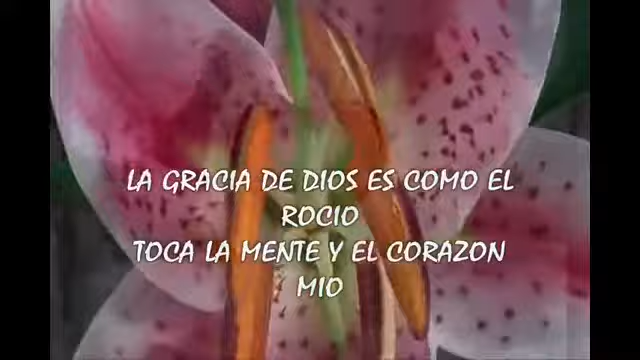 LA GRACIA DE DIOS ES COMO EL
ROCIO
TOCA LA MENTE Y EL CORAZON
MIO